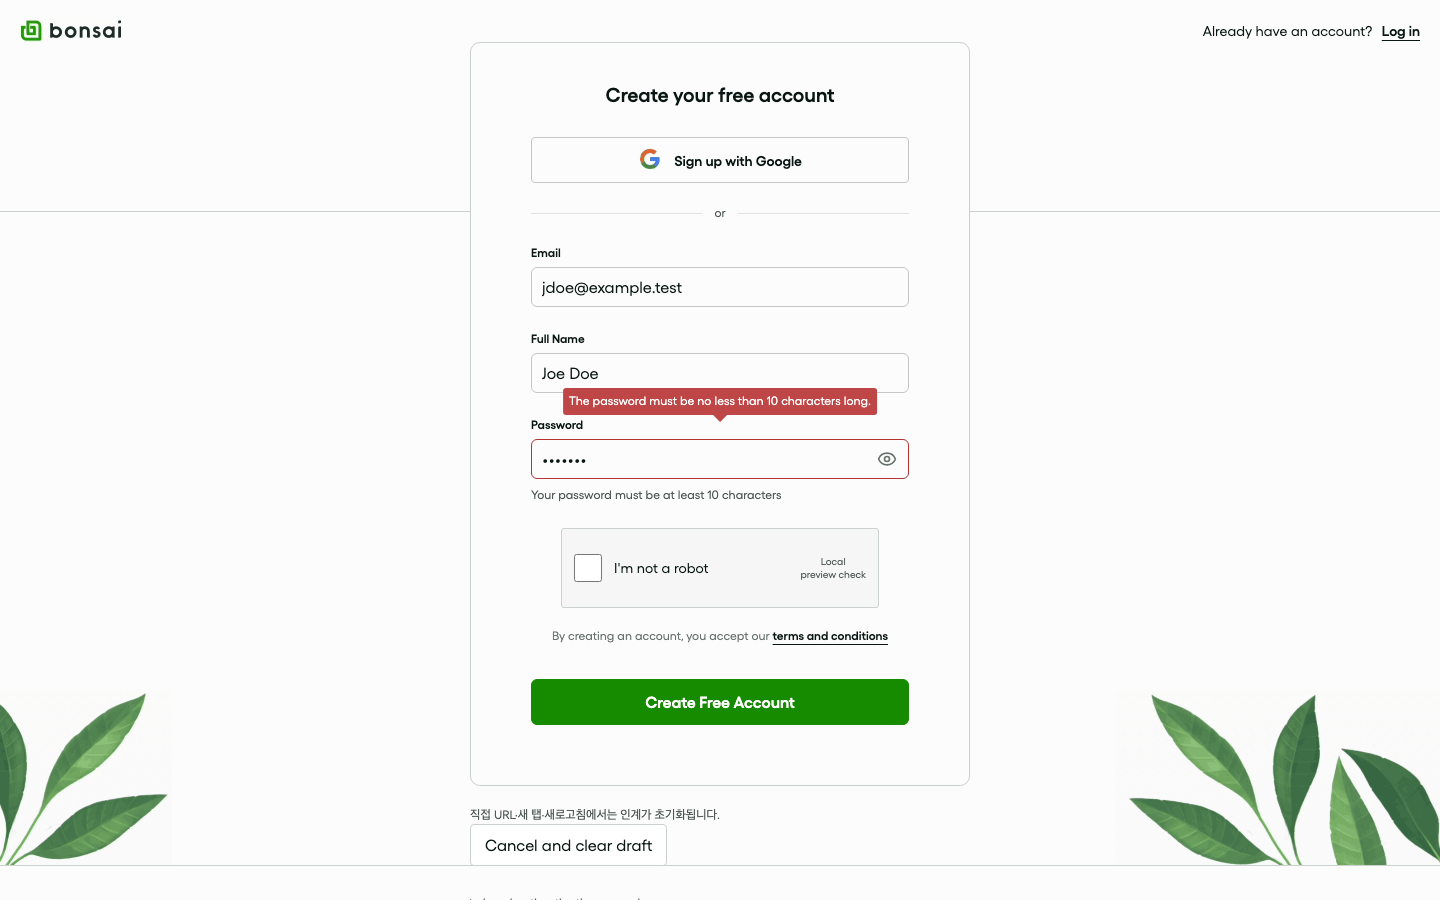 bonsai
Already have an account? Log in
Create your free account
Sign up with Google
or
Email
jdoe@example.test
Full Name
Joe Doe
The password must be no less than 10 characters long.
Password
•••••••
Your password must be at least 10 characters
I'm not a robot
Local
preview check
By creating an account, you accept our terms and conditions
Create Free Account
직접 URL·새 탭·새로고침에서는 인계가 초기화됩니다.
Cancel and clear draft